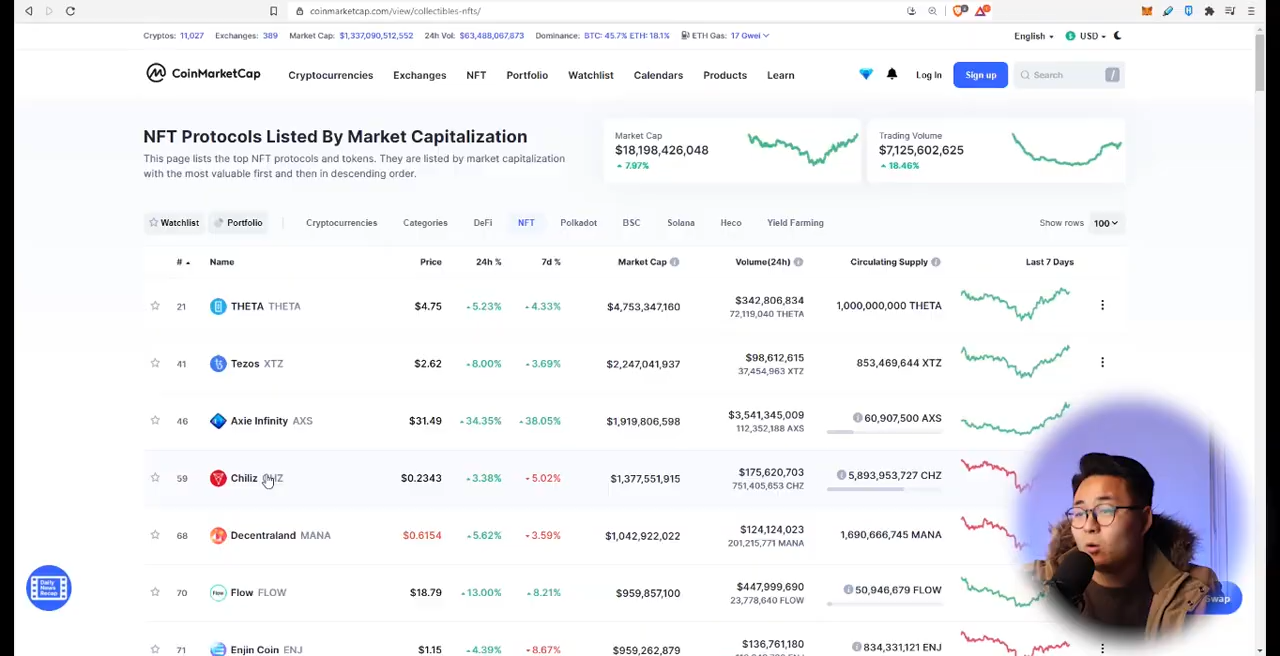 coinmarketcap.com/view/collectibles-nfts/
Cryptos: 11,027 Exchanges: 389 Market Cap: $1,337,090,512,552 24h Vol: $63,488,067,873 Dominance: BTC: 45.7% ETH: 18.1% ETH Gas: 17 Gwei English USD
CoinMarketCap Cryptocurrencies Exchanges NFT Portfolio Watchlist Calendars Products Learn Log In Sign up Search /
NFT Protocols Listed By Market Capitalization
This page lists the top NFT protocols and tokens. They are listed by market capitalization
with the most valuable first and then in descending order.
Market Cap
$18,198,426,048
7.97%
Trading Volume
$7,125,602,625
18.46%
Watchlist Portfolio Cryptocurrencies Categories DeFi NFT Polkadot BSC Solana Heco Yield Farming Show rows 100
# Name Price 24h % 7d % Market Cap Volume(24h) Circulating Supply Last 7 Days
21 THETA THETA $4.75 5.23% 4.33% $4,753,347,160 $342,806,834 1,000,000,000 THETA
72,119,040 THETA
41 Tezos XTZ $2.62 8.00% 3.69% $2,247,041,937 $98,612,615 853,469,644 XTZ
37,454,963 XTZ
46 Axie Infinity AXS $31.49 34.35% 38.05% $1,919,806,598 $3,541,345,009 60,907,500 AXS
112,352,188 AXS
59 Chiliz CHZ $0.2343 3.38% 5.02% $1,377,551,915 $175,620,703 5,893,953,727 CHZ
751,405,653 CHZ
68 Decentraland MANA $0.6154 5.62% 3.59% $1,042,922,022 $124,124,023 1,690,666,745 MANA
201,215,771 MANA
70 Flow FLOW $18.79 13.00% 8.21% $959,857,100 $447,999,690 50,946,679 FLOW
23,778,640 FLOW
71 Enjin Coin ENJ $1.15 4.39% 8.67% $959,262,879 $136,761,180 834,331,121 ENJ
Daily
News
Recap